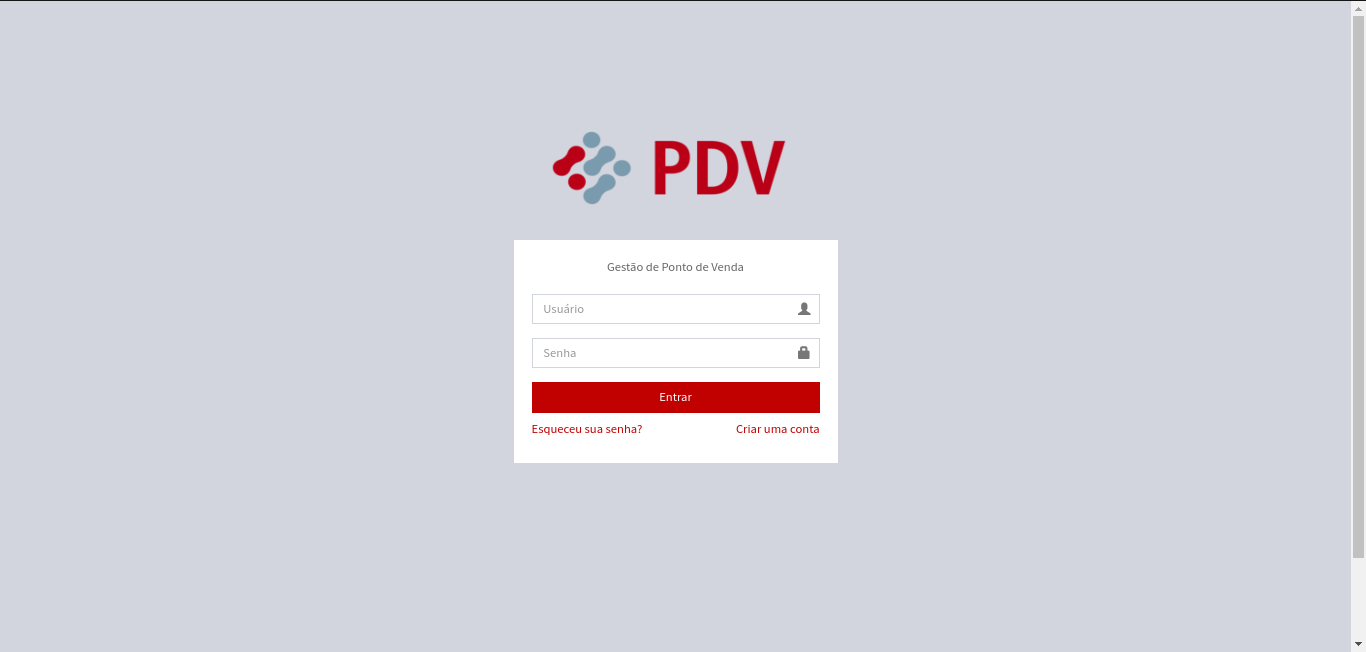 PDV
Gestão de Ponto de Venda
Usuário
Senha
Entrar
Esqueceu sua senha?
Criar uma conta